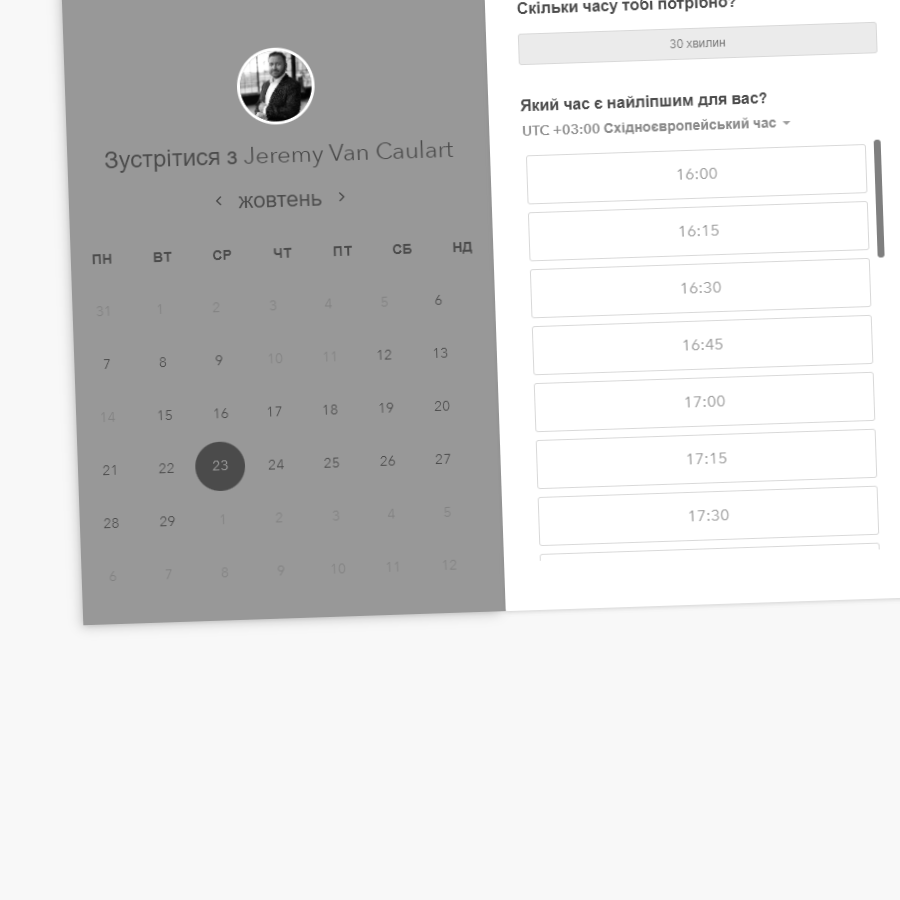 Зустрітися з Jeremy Van Caulart
жовтень
ПН ВТ СР ЧТ ПТ СБ НД
31 1 2 3 4 5 6
7 8 9 10 11 12 13
14 15 16 17 18 19 20
21 22 23 24 25 26 27
28 29 1 2 3 4 5
6 7 8 9 10 11 12
Скільки часу тобі потрібно?
30 хвилин
Який час є найліпшим для вас?
UTC +03:00 Східноєвропейський час
16:00
16:15
16:30
16:45
17:00
17:15
17:30